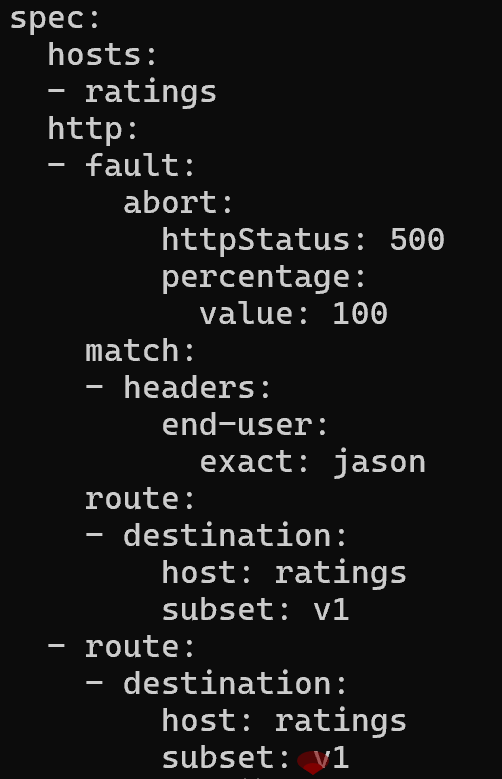 spec:
  hosts:
  - ratings
  http:
  - fault:
      abort:
        httpStatus: 500
        percentage:
          value: 100
    match:
    - headers:
        end-user:
          exact: jason
    route:
    - destination:
        host: ratings
        subset: v1
  - route:
    - destination:
        host: ratings
        subset: v1